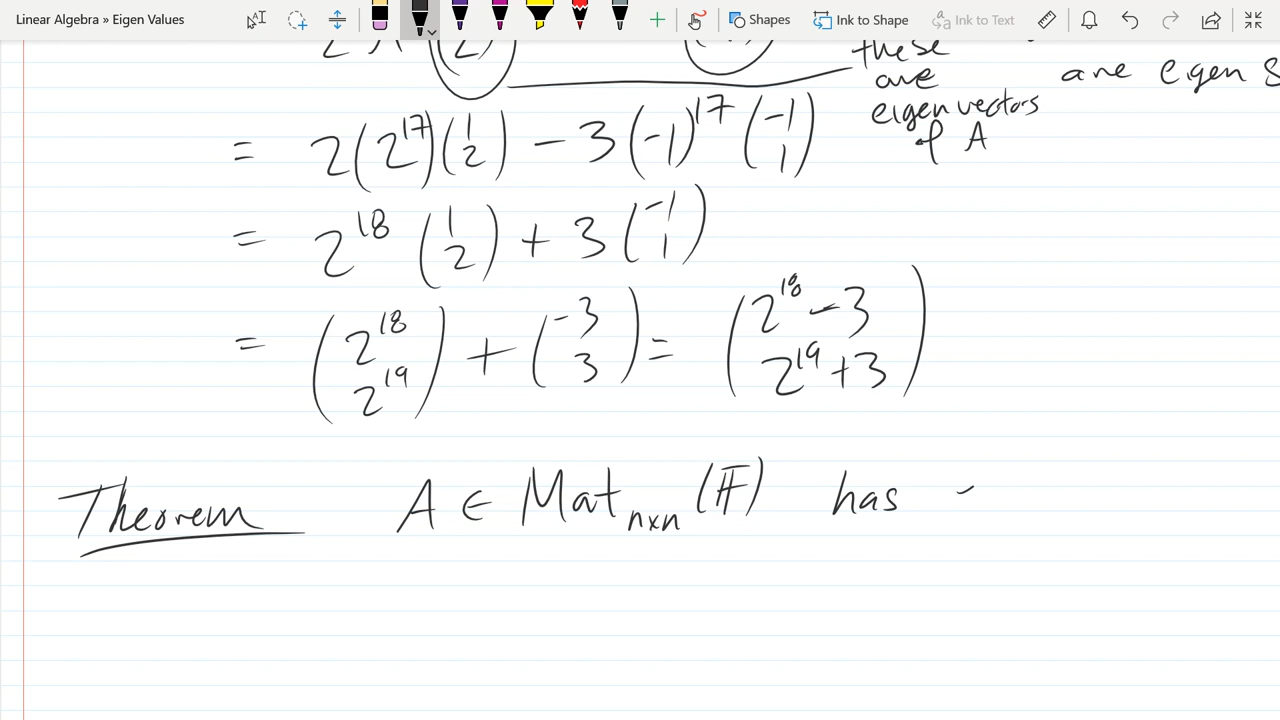 Linear Algebra » Eigen Values
Shapes
Ink to Shape
Ink to Text
these
are
eigenvectors
of A
are eigen
= 2(2^17)(1 2) - 3(-1)^17 (-1 1)
= 2^18 (1 2) + 3(-1 1)
= (2^18 2^19) + (-3 3) = (2^18 - 3 2^19 + 3)
Theorem A ∈ Mat_n×n (𝔽) has